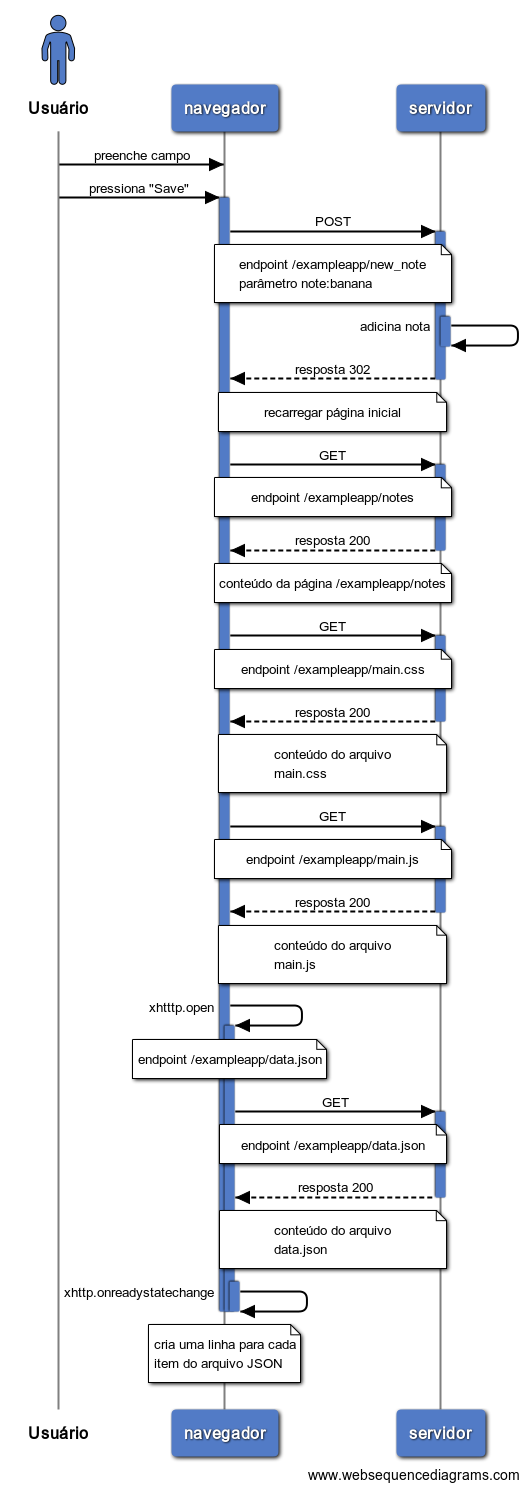 Usuário
navegador
servidor
preenche campo
pressiona "Save"
POST
endpoint /exampleapp/new_note
parâmetro note:banana
adicina nota
resposta 302
recarregar página inicial
GET
endpoint /exampleapp/notes
resposta 200
conteúdo da página /exampleapp/notes
GET
endpoint /exampleapp/main.css
resposta 200
conteúdo do arquivo
main.css
GET
endpoint /exampleapp/main.js
resposta 200
conteúdo do arquivo
main.js
xhtttp.open
endpoint /exampleapp/data.json
GET
endpoint /exampleapp/data.json
resposta 200
conteúdo do arquivo
data.json
xhttp.onreadystatechange
cria uma linha para cada
item do arquivo JSON
Usuário
navegador
servidor
www.websequencediagrams.com